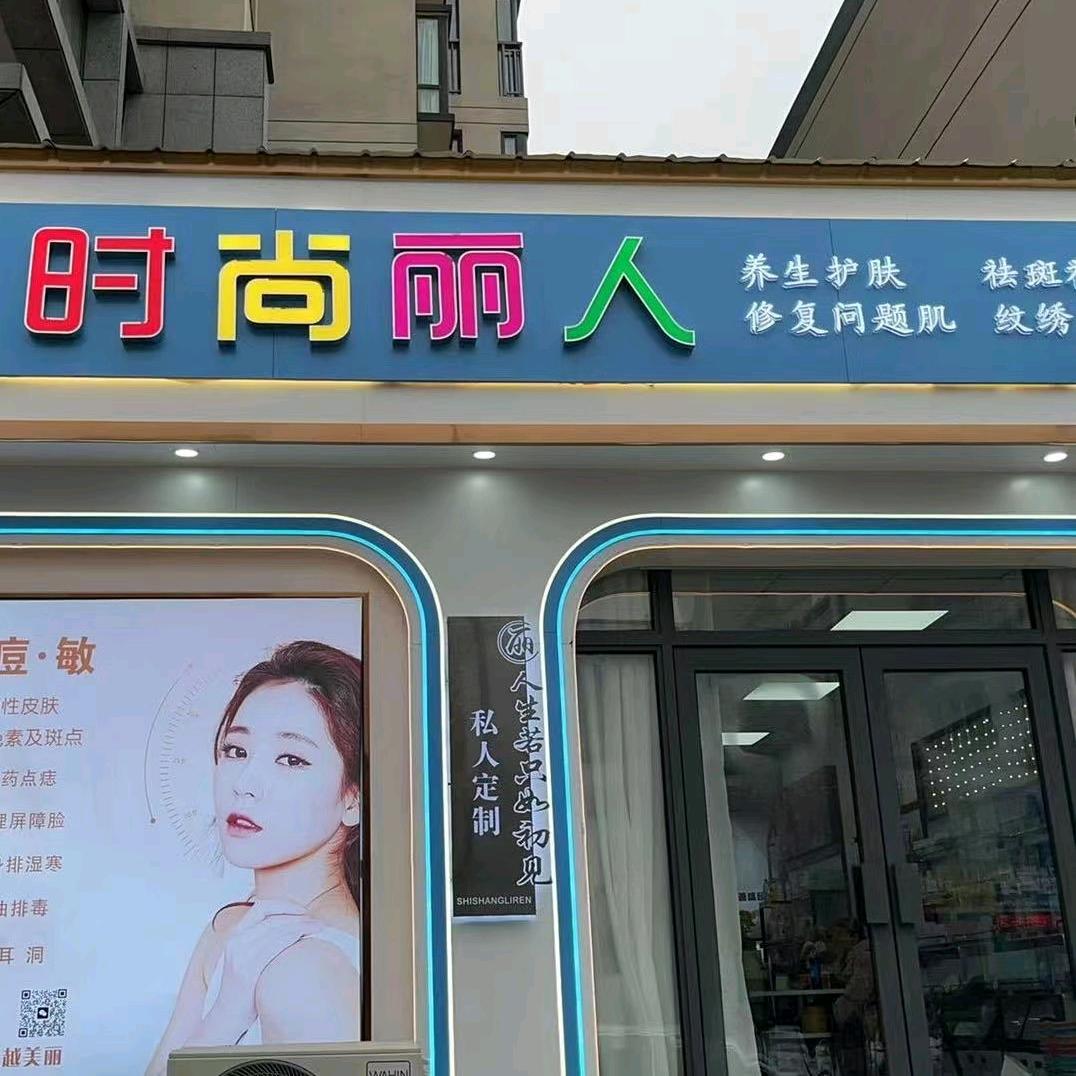 时尚丽人
养生护肤 祛斑
修复问题肌 纹绣
痘·敏
性皮肤
素及斑点
药点痣
屏障脸
排湿寒
油排毒
耳 洞
越美丽
丽人生若只如初见
私人定制
SHISHANGLIREN
WAHIN